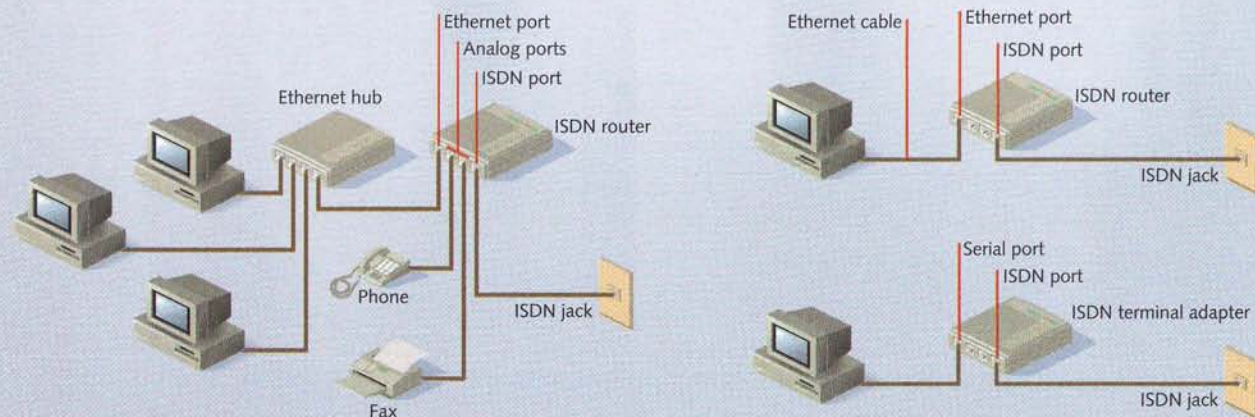 Ethernet port
Analog ports
ISDN port
Ethernet hub
ISDN router
Phone
ISDN jack
Fax
Ethernet cable
Ethernet port
ISDN port
ISDN router
ISDN jack
Serial port
ISDN port
ISDN terminal adapter
ISDN jack